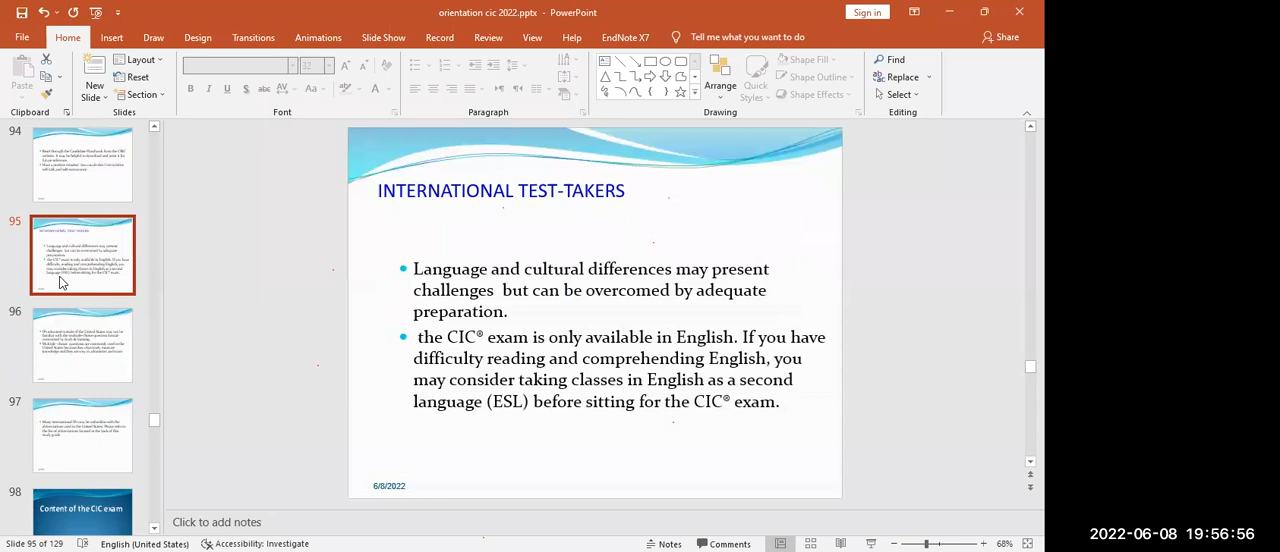 orientation cic 2022.pptx - PowerPoint
Sign in
File Home Insert Draw Design Transitions Animations Slide Show Record Review View Help EndNote X7 Tell me what you want to do Share
Paste
New Slide
Layout
Reset
Section
32
Shape Fill
Shape Outline
Shape Effects
Arrange
Quick Styles
Find
Replace
Select
Clipboard Slides Font Paragraph Drawing Editing
94
95
INTERNATIONAL TEST-TAKERS
96
97
98
Content of the CIC exam
INTERNATIONAL TEST-TAKERS
• Language and cultural differences may present
challenges but can be overcomed by adequate
preparation.
• the CIC® exam is only available in English. If you have
difficulty reading and comprehending English, you
may consider taking classes in English as a second
language (ESL) before sitting for the CIC® exam.
6/8/2022
Click to add notes
Slide 95 of 129 English (United States) Accessibility: Investigate Notes Comments 68%
2022-06-08 19:56:56